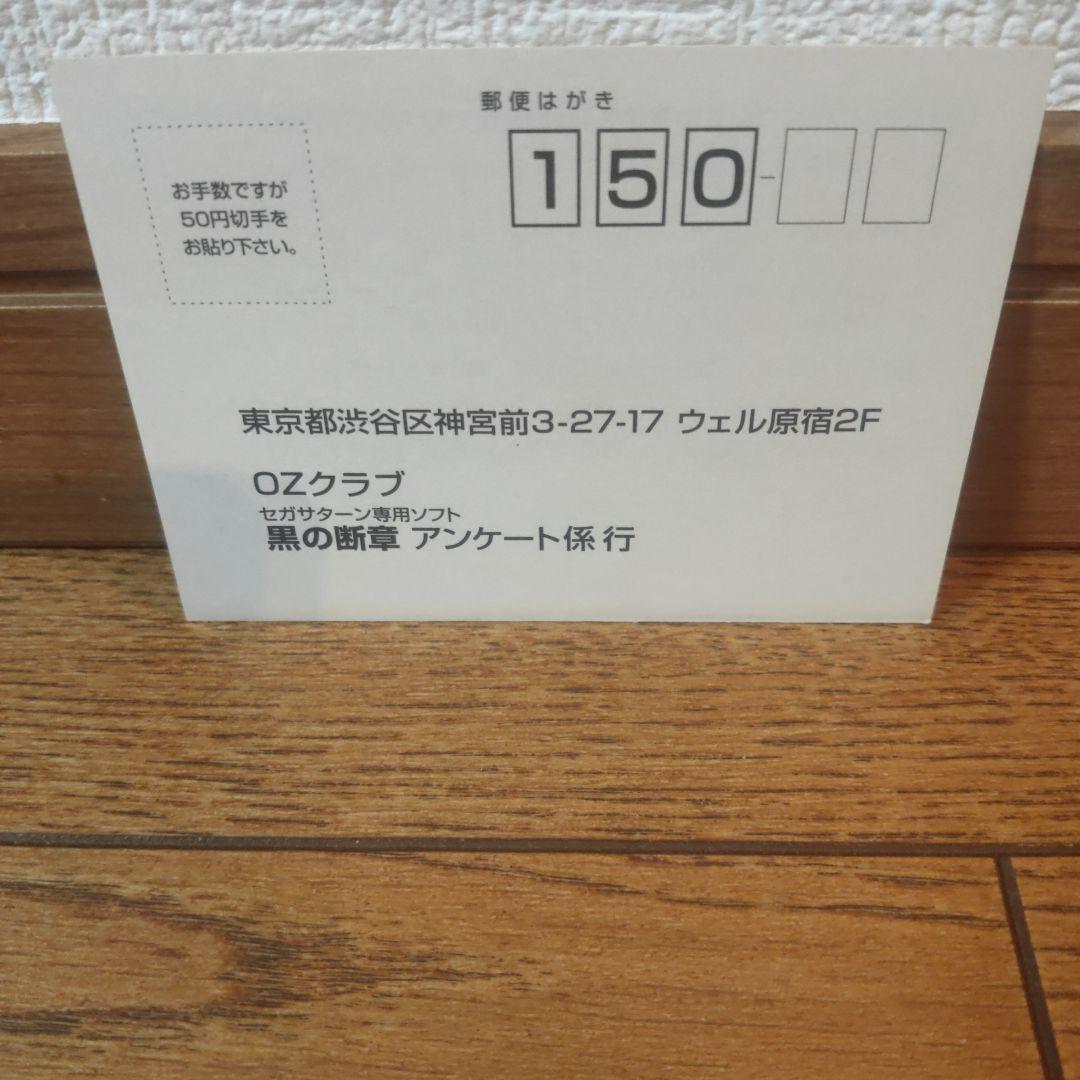 郵便はがき
150-
お手数ですが
50円切手を
お貼り下さい。
東京都渋谷区神宮前3-27-17 ウェル原宿2F
OZクラブ
セガサターン専用ソフト
黒の断章 アンケート係 行